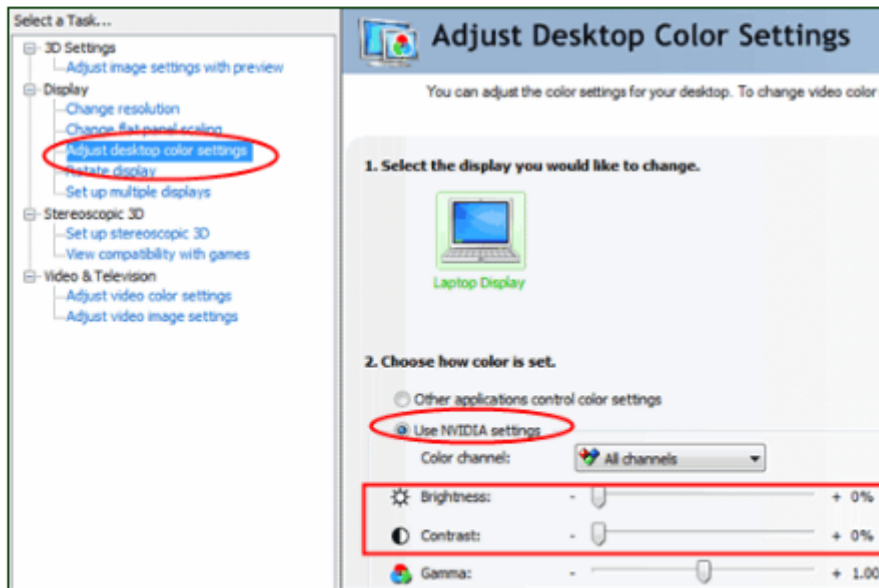 Select a Task...
3D Settings
Adjust image settings with preview
Display
Change resolution
Change flat panel scaling
Adjust desktop color settings
Rotate display
Set up multiple displays
Stereoscopic 3D
Set up stereoscopic 3D
View compatibility with games
Video & Television
Adjust video color settings
Adjust video image settings
Adjust Desktop Color Settings
You can adjust the color settings for your desktop. To change video color
1. Select the display you would like to change.
Laptop Display
2. Choose how color is set.
Other applications control color settings
Use NVIDIA settings
Color channel: All channels
Brightness: - + 0%
Contrast: - + 0%
Gamma: - + 1.00